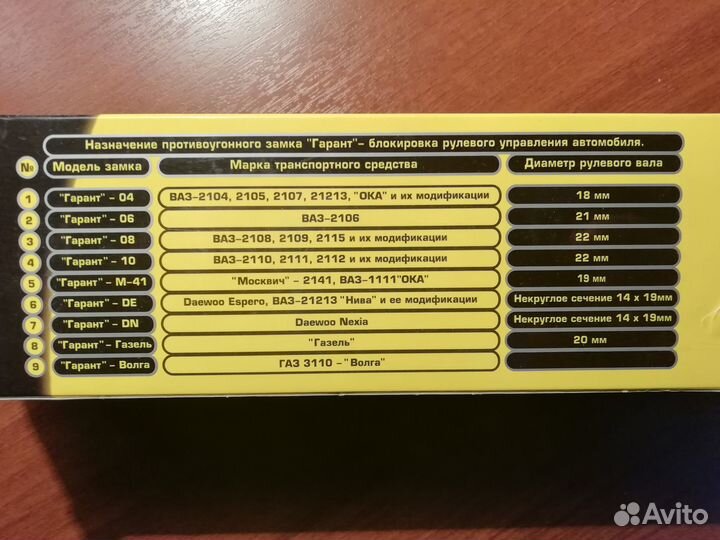 Назначение противоугонного замка "Гарант"- блокировка рулевого управления автомобиля.
№ Модель замка Марка транспортного средства Диаметр рулевого вала
1 "Гарант" - 04 ВАЗ-2104, 2105, 2107, 21213, "ОКА" и их модификации 18 мм
2 "Гарант" - 06 ВАЗ-2106 21 мм
3 "Гарант" - 08 ВАЗ-2108, 2109, 2115 и их модификации 22 мм
4 "Гарант" - 10 ВАЗ-2110, 2111, 2112 и их модификации 22 мм
5 "Гарант" - М-41 "Москвич" - 2141, ВАЗ-1111"ОКА" 19 мм
6 "Гарант" - DE Daewoo Espero, ВАЗ-21213 "Нива" и ее модификации Некруглое сечение 14 х 19мм
7 "Гарант" - DN Daewoo Nexia Некруглое сечение 14 х 19мм
8 "Гарант" - Газель "Газель" 20 мм
9 "Гарант" - Волга ГАЗ 3110 - "Волга"
Avito